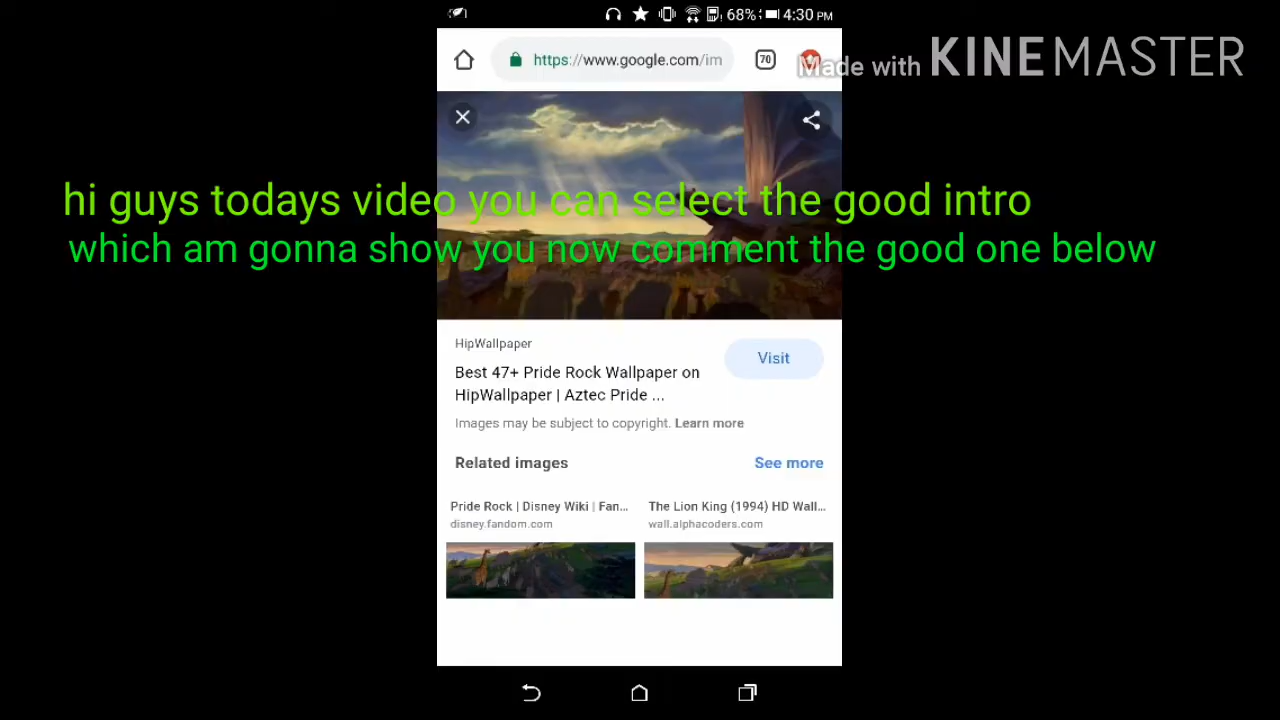 68% 4:30 PM
https://www.google.com/im
70
Made with KINEMASTER
hi guys todays video you can select the good intro
which am gonna show you now comment the good one below
HipWallpaper
Visit
Best 47+ Pride Rock Wallpaper on
HipWallpaper | Aztec Pride ...
Images may be subject to copyright. Learn more
Related images
See more
Pride Rock | Disney Wiki | Fan...
disney.fandom.com
The Lion King (1994) HD Wall...
wall.alphacoders.com